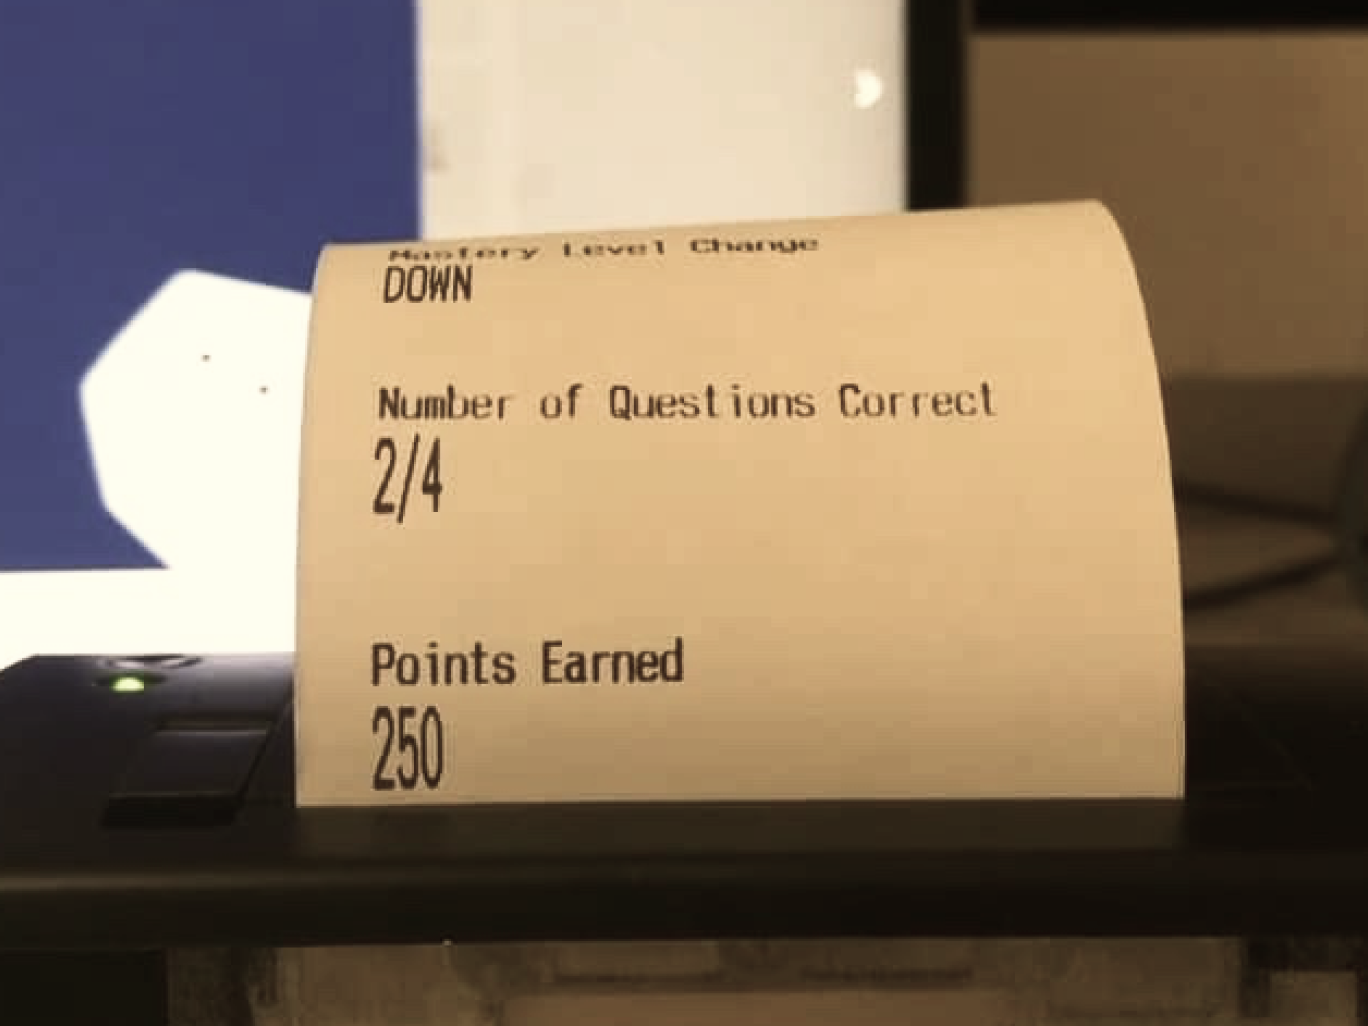 Mastery Level Change
DOWN
Number of Questions Correct
2/4
Points Earned
250